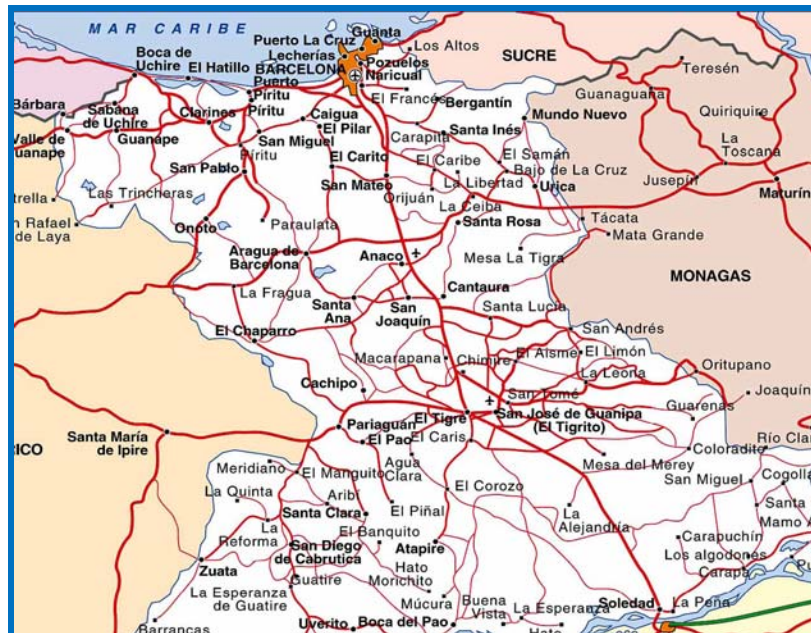 MAR CARIBE
Guanta
Puerto La Cruz
Los Altos
SUCRE
Boca de
Uchire
Lecherías
Pozuelos
Teresén
El Hatillo
BARCELONA
Naricual
Puerto
Píritu
El Francés
Guanaguana
Bárbara
Sabana
de Uchire
Clarines
Píritu
Caigua
Bergantín
Mundo Nuevo
Quiriquire
El Pilar
Carapita
Santa Inés
Valle de
Guanape
Guanápe
San Miguel
La
Toscana
Píritu
El Carito
El Caribe
El Samán
Bajo de La Cruz
San Pablo
San Mateo
La Libertad
Urica
Jusepín
Maturín
Las Trincheras
Orijuán
La Ceiba
trella
n Rafael
de Laya
Onoto
Paraulata
Santa Rosa
Tácata
Mata Grande
Aragua de
Barcelona
Anaco
Mesa La Tigra
MONAGAS
La Fragua
Santa
Ana
San
Joaquín
Cantaura
Santa Lucía
El Chaparro
San Andrés
Macarapana
Chimire
El Aisme
El Limón
Oritupano
Cachipo
La Leona
San Tomé
Joaquín
Guarenas
El Tigre
San José de Guanipa
(El Tigrito)
Santa María
de Ipire
Pariaguán
El Pao
El Caris
RICO
Coloradito
Río Cla
Meridiano
El Manguito
Agua
Clara
Mesa del Merey
San Miguel
Cogolla
La Quinta
Aribí
El Corozo
Santa
Santa Clara
El Piñal
La
Alejandría
Mamo A
La
Reforma
El Banquito
Carapuchín
San Diego
de Cabrutica
Atapire
Los algodones
Zuata
Guatire
Hato
Morichito
Carapa
La Esperanza
de Guatire
Múcura
Buena
Vista
La Esperanza
Soledad
La Peña
Barrancas
Uverito
Boca del Pao
Hato